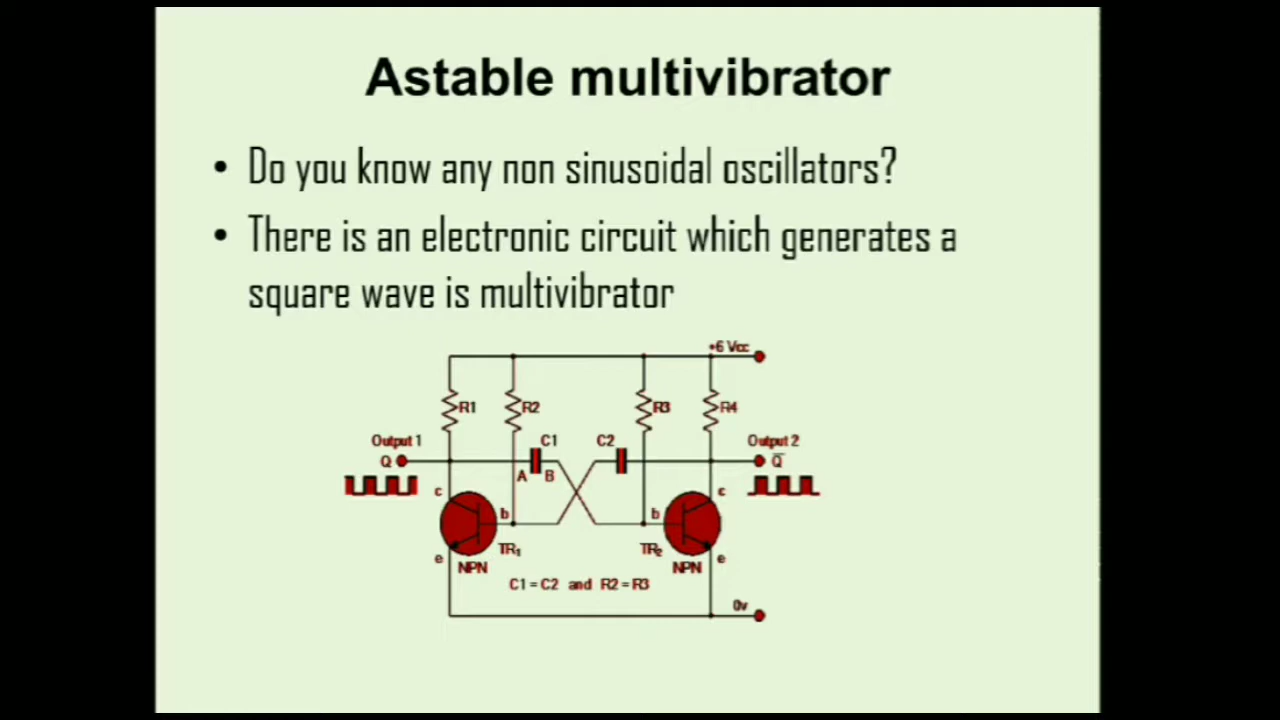 Astable multivibrator
• Do you know any non sinusoidal oscillators?
• There is an electronic circuit which generates a
square wave is multivibrator
+6 Vcc
R1 R2 R3 R4
Output 1 C1 C2 Output 2
Q A B Q̅
c b b c
e TR₁ TR₂ e
NPN NPN
C1 = C2 and R2 = R3
0v